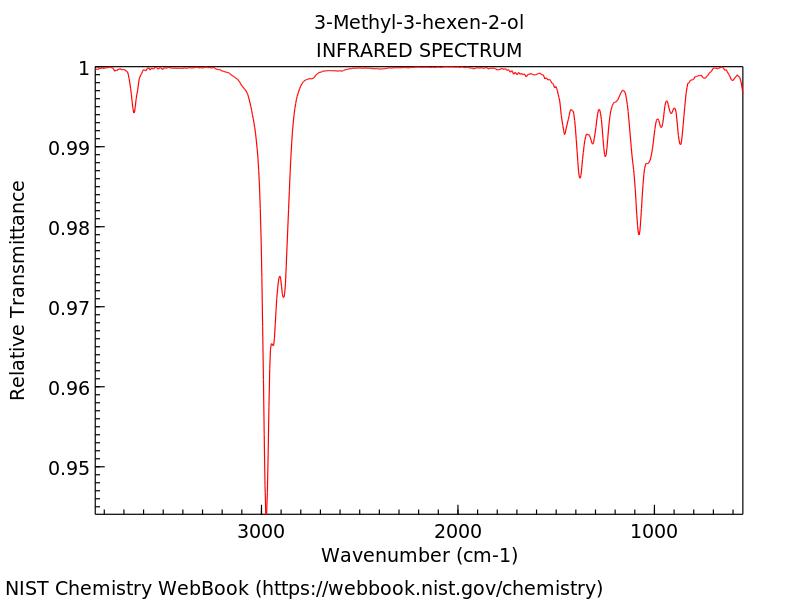 3-Methyl-3-hexen-2-ol
INFRARED SPECTRUM
1
0.99
0.98
0.97
0.96
0.95
Relative Transmittance
3000 2000 1000
Wavenumber (cm-1)
NIST Chemistry WebBook (https://webbook.nist.gov/chemistry)